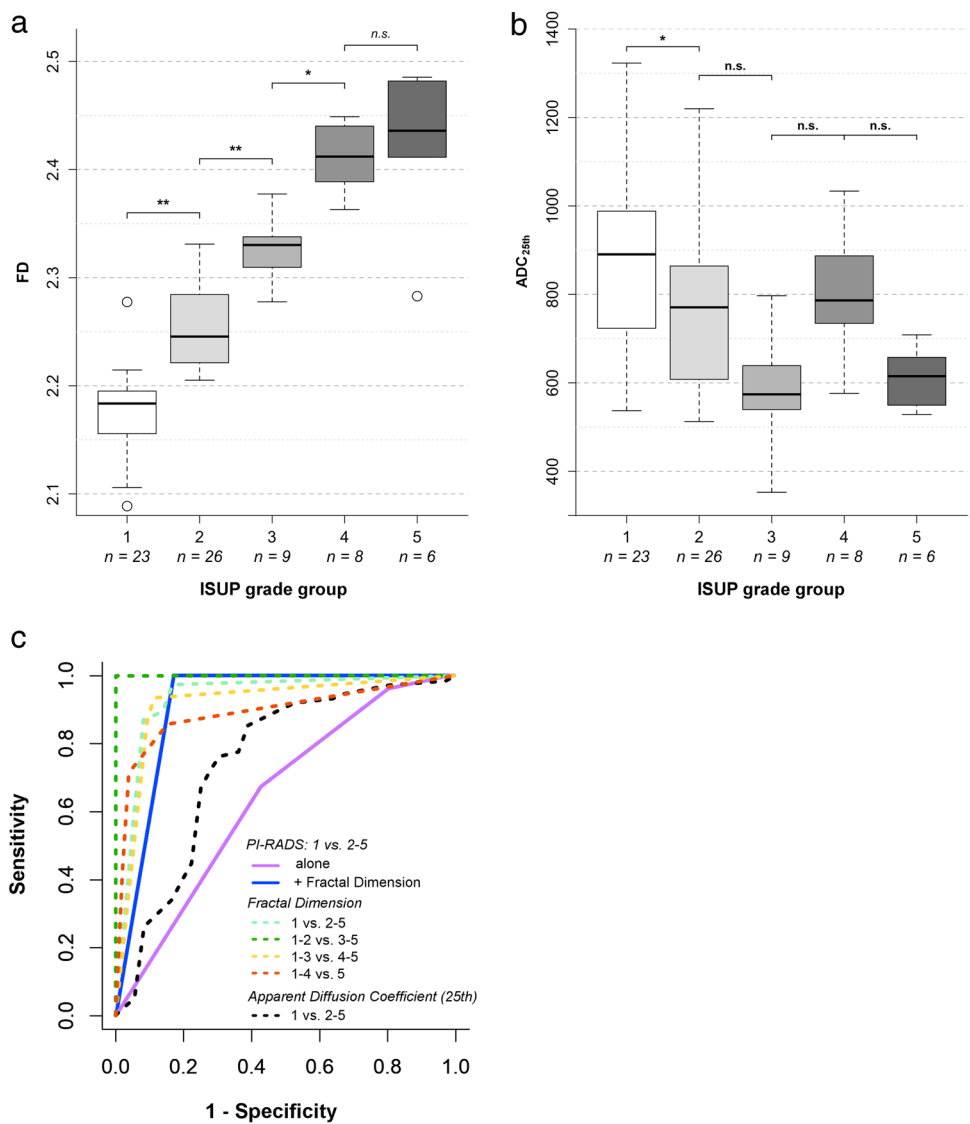 a
FD
2.5
2.4
2.3
2.2
2.1
**
**
*
n.s.
1 2 3 4 5
n = 23 n = 26 n = 9 n = 8 n = 6
ISUP grade group
b
ADC25th
1400
1200
1000
800
600
400
*
n.s.
n.s. n.s.
1 2 3 4 5
n = 23 n = 26 n = 9 n = 8 n = 6
ISUP grade group
c
Sensitivity
1.0
0.8
0.6
0.4
0.2
0.0
PI-RADS: 1 vs. 2-5
alone
+ Fractal Dimension
Fractal Dimension
1 vs. 2-5
1-2 vs. 3-5
1-3 vs. 4-5
1-4 vs. 5
Apparent Diffusion Coefficient (25th)
1 vs. 2-5
0.0 0.2 0.4 0.6 0.8 1.0
1 - Specificity